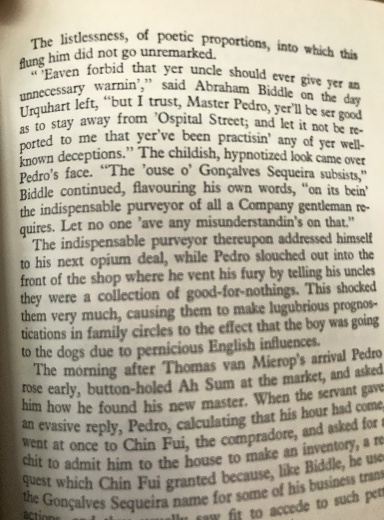 The listlessness, of poetic proportions, into which this
flung him did not go unremarked.
“ ’Eaven forbid that yer uncle should ever give yer an
unnecessary warnin’,” said Abraham Biddle on the day
Urquhart left, “but I trust, Master Pedro, yer’ll be ser good
as to stay away from ’Ospital Street; and let it not be re-
ported to me that yer’ve been practisin’ any of yer well-
known deceptions.” The childish, hypnotized look came over
Pedro’s face. “The ’ouse o’ Gonçalves Sequeira subsists,”
Biddle continued, flavouring his own words, “on its bein’
the indispensable purveyor of all a Company gentleman re-
quires. Let no one ’ave any misunderstandin’s on that.”
The indispensable purveyor thereupon addressed himself
to his next opium deal, while Pedro slouched out into the
front of the shop where he vent his fury by telling his uncles
they were a collection of good-for-nothings. This shocked
them very much, causing them to make lugubrious prognos-
tications in family circles to the effect that the boy was going
to the dogs due to pernicious English influences.
The morning after Thomas van Mierop’s arrival Pedro
rose early, button-holed Ah Sum at the market, and asked
him how he found his new master. When the servant gave
an evasive reply, Pedro, calculating that his hour had come,
went at once to Chin Fui, the compradore, and asked for
chit to admit him to the house to make an inventory, a re
quest which Chin Fui granted because, like Biddle, he use
the Gonçalves Sequeira name for some of his business tran
saw fit to accede to such